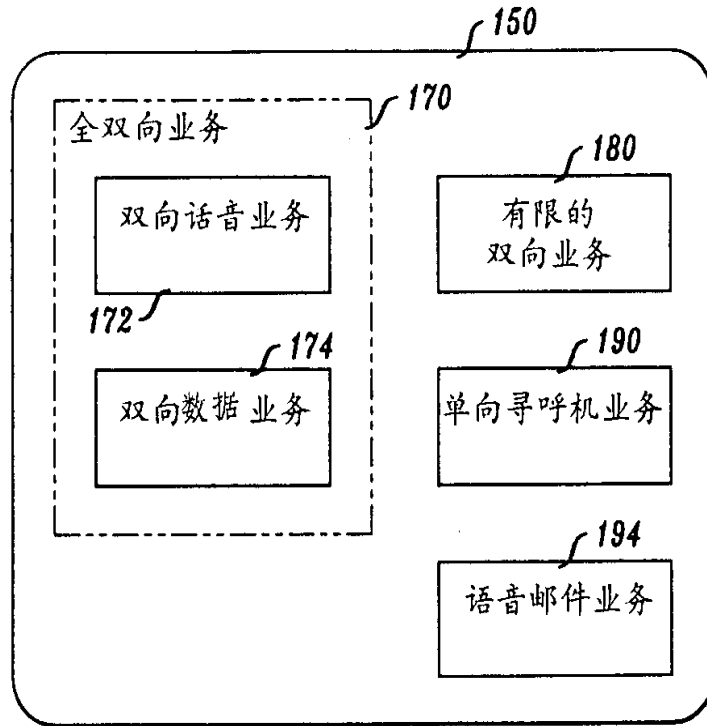 150
170
全双向业务
180
双向话音业务
有限的
双向业务
172
174
190
双向数据业务
单向寻呼机业务
194
语音邮件业务